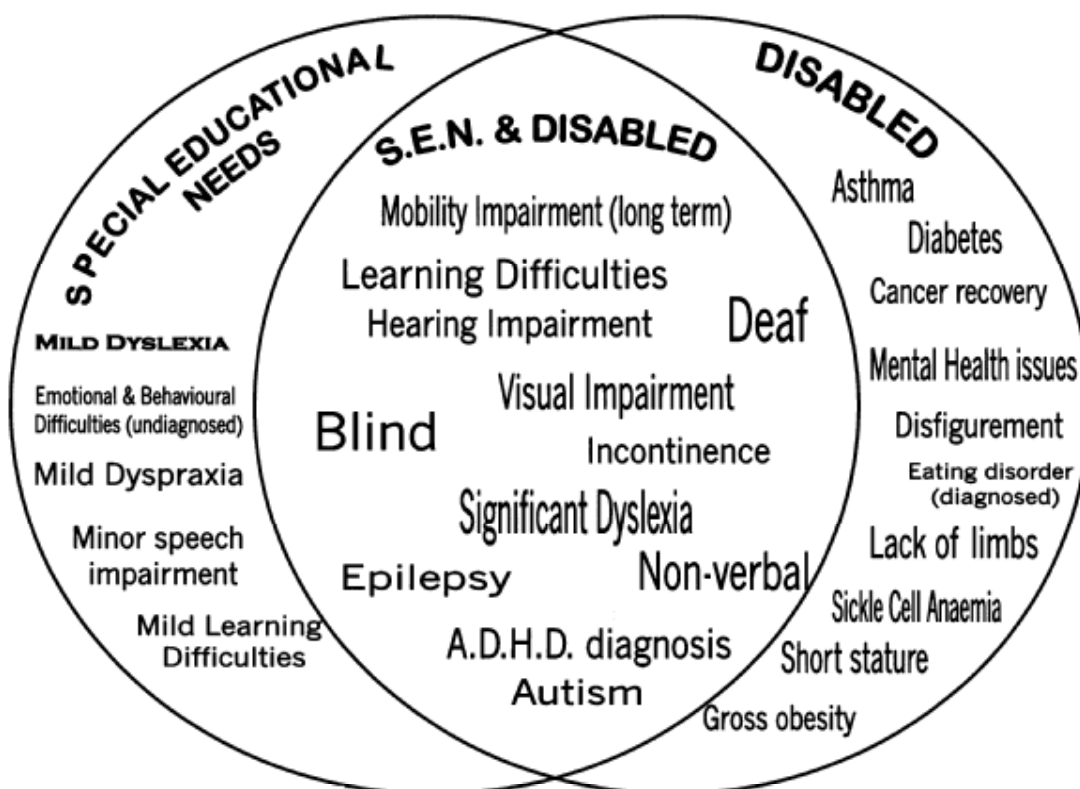 SPECIAL EDUCATIONAL
NEEDS
MILD DYSLEXIA
Emotional & Behavioural
Difficulties (undiagnosed)
Mild Dyspraxia
Minor speech
impairment
Mild Learning
Difficulties
S.E.N. & DISABLED
Mobility Impairment (long term)
Learning Difficulties
Hearing Impairment
Deaf
Visual Impairment
Blind
Incontinence
Significant Dyslexia
Epilepsy
Non-verbal
A.D.H.D. diagnosis
Autism
DISABLED
Asthma
Diabetes
Cancer recovery
Mental Health issues
Disfigurement
Eating disorder
(diagnosed)
Lack of limbs
Sickle Cell Anaemia
Short stature
Gross obesity